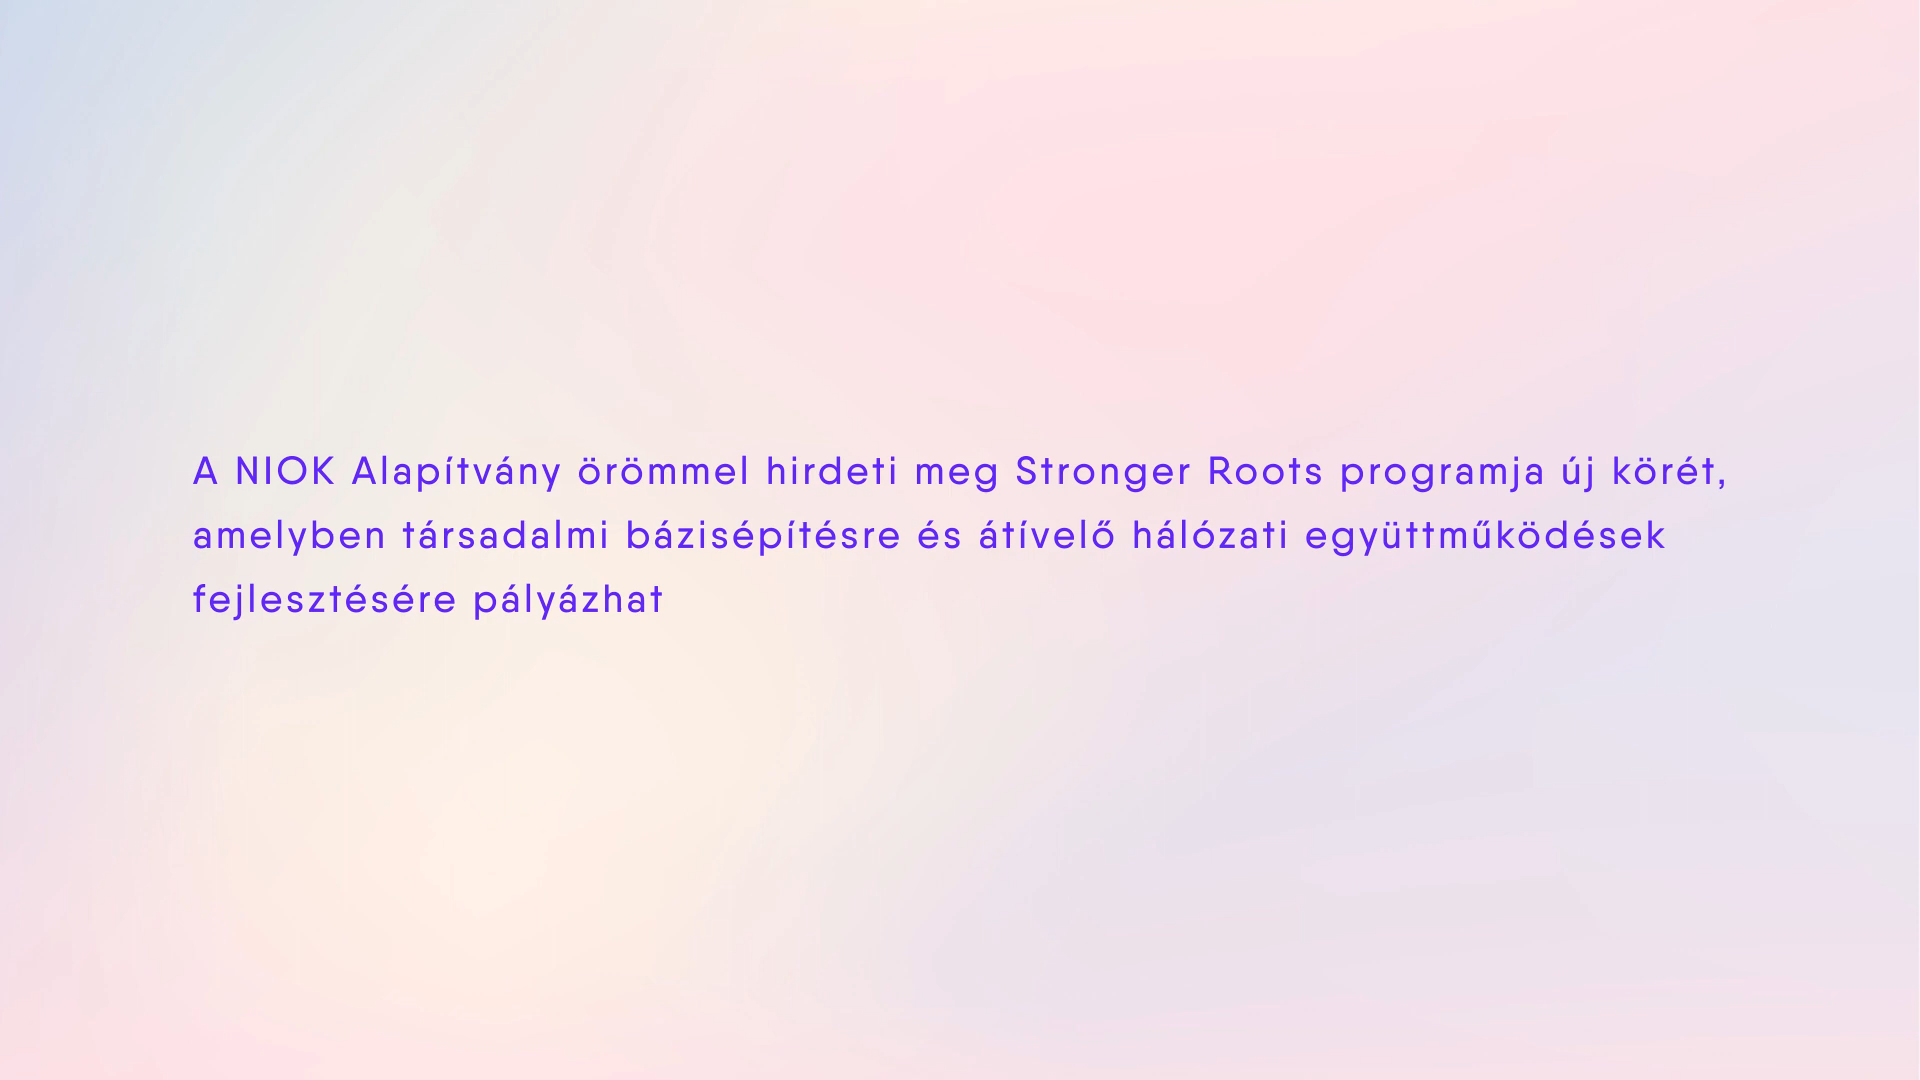 A NIOK Alapítvány örömmel hirdeti meg Stronger Roots programja új körét,
amelyben társadalmi bázisépítésre és átívelő hálózati együttműködések
fejlesztésére pályázhat